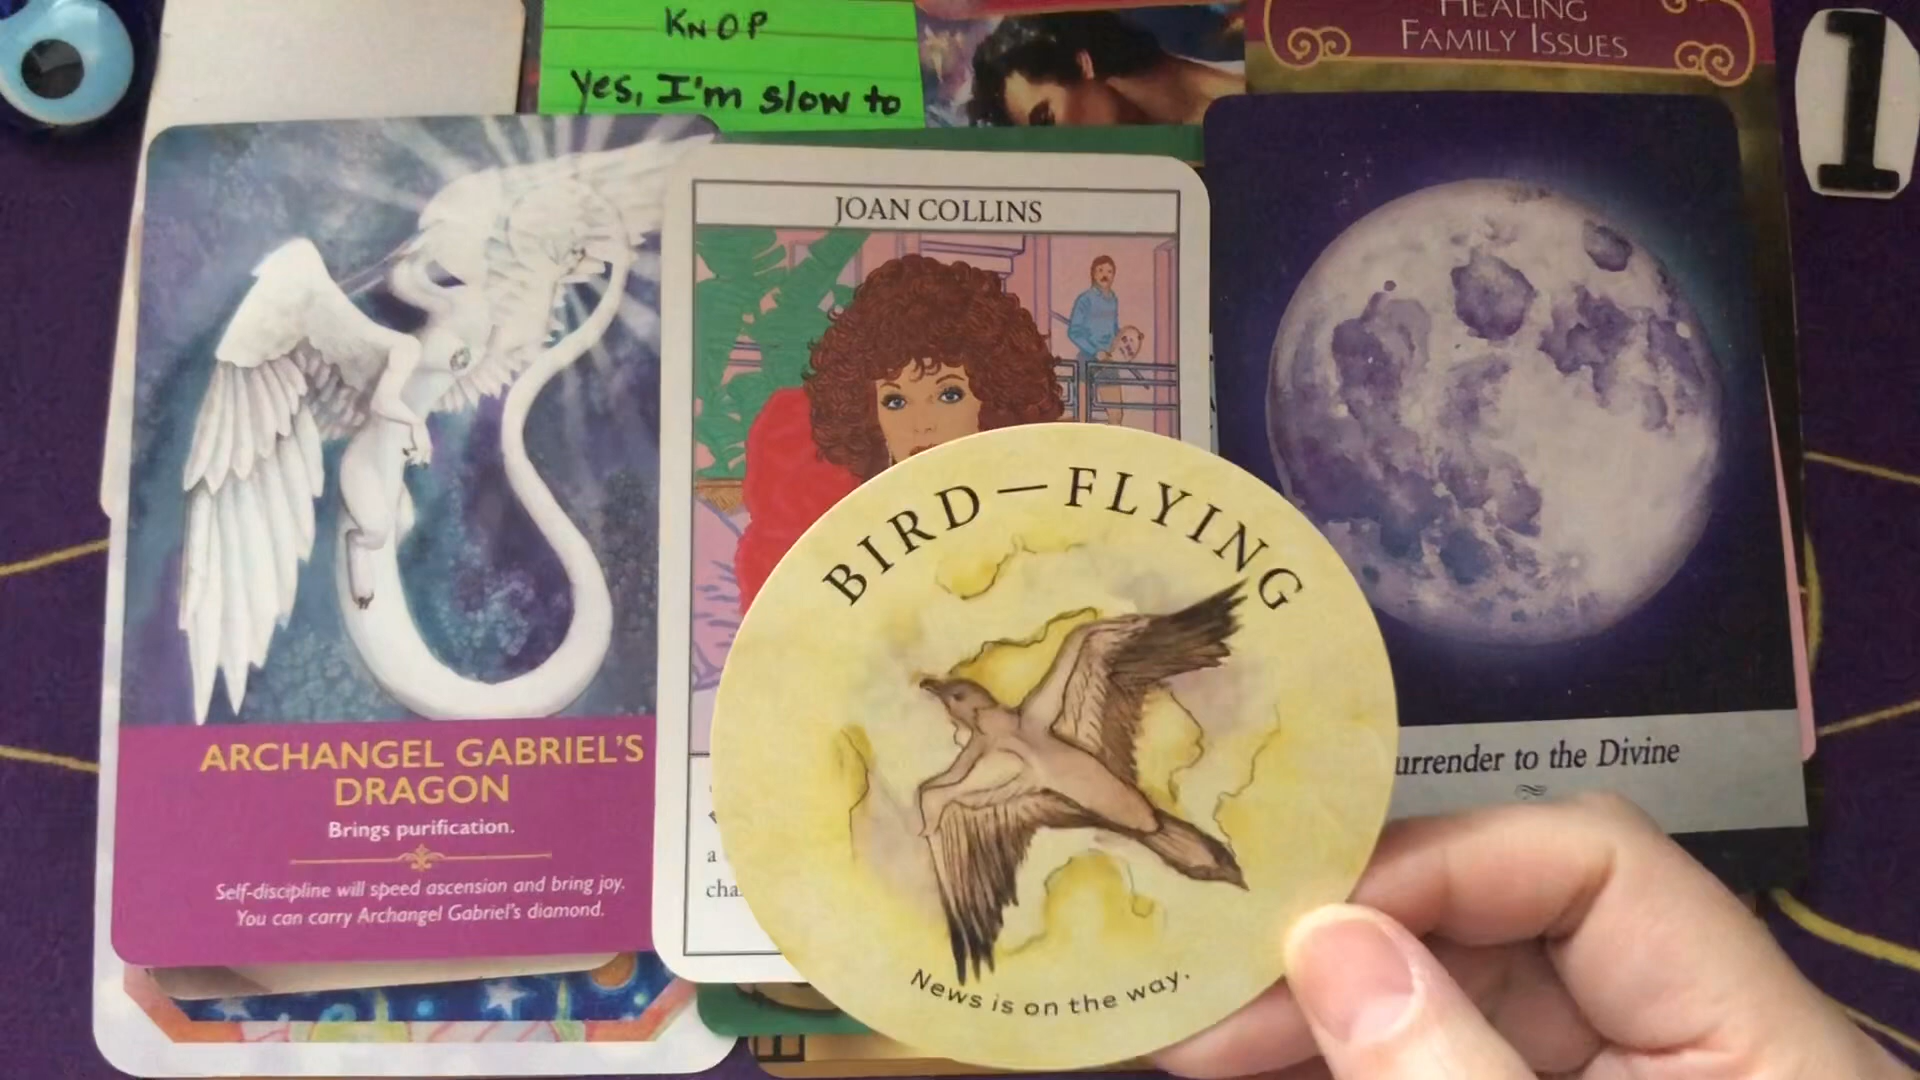 KNOP
yes, I'm slow to
HEALING
FAMILY ISSUES
1
JOAN COLLINS
BIRD—FLYING
News is on the way.
ARCHANGEL GABRIEL'S
DRAGON
Brings purification.
Self-discipline will speed ascension and bring joy.
You can carry Archangel Gabriel's diamond.
urrender to the Divine
a
cha